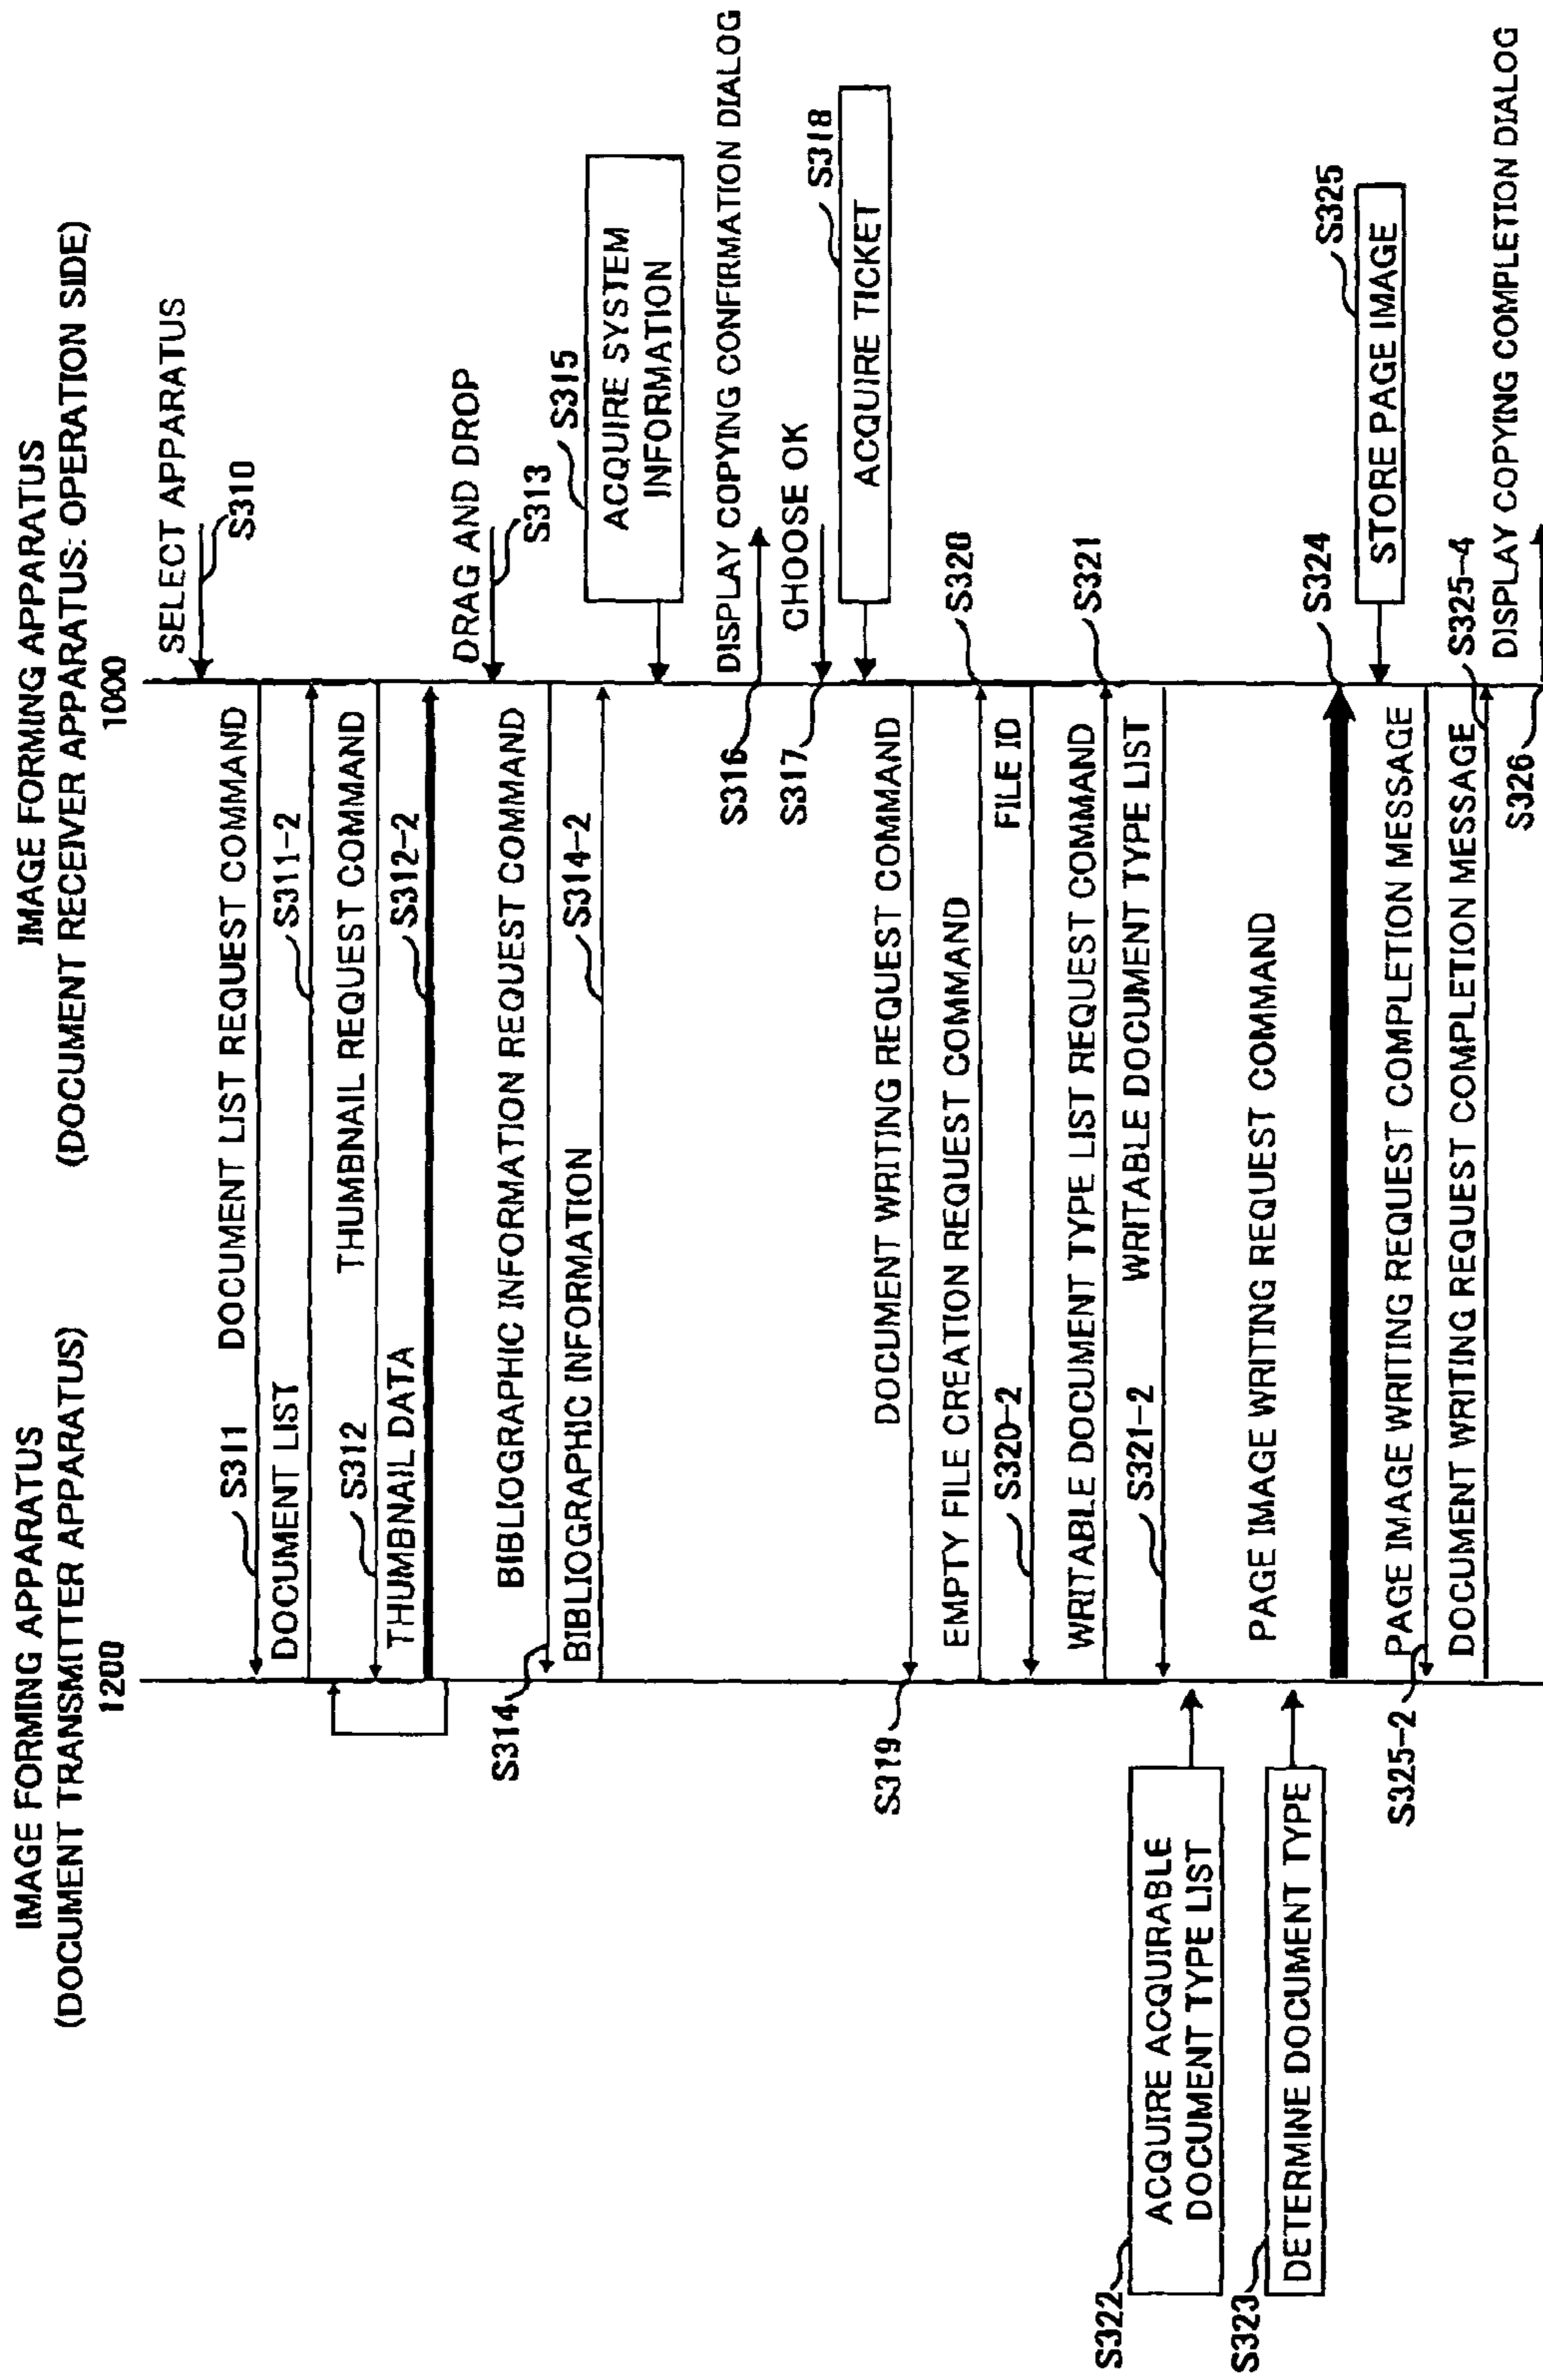 IMAGE FORMING APPARATUS
(DOCUMENT TRANSMITTER APPARATUS)
1200
IMAGE FORMING APPARATUS
(DOCUMENT RECEIVER APPARATUS: OPERATION SIDE)
1000
SELECT APPARATUS
S310
S311
DOCUMENT LIST REQUEST COMMAND
DOCUMENT LIST
S311-2
S312
THUMBNAIL REQUEST COMMAND
THUMBNAIL DATA
S312-2
DRAG AND DROP
S313
S314
BIBLIOGRAPHIC INFORMATION REQUEST COMMAND
BIBLIOGRAPHIC INFORMATION
S314-2
S315
ACQUIRE SYSTEM
INFORMATION
DISPLAY COPYING CONFIRMATION DIALOG
S316
CHOOSE OK
S317
S318
ACQUIRE TICKET
S319
DOCUMENT WRITING REQUEST COMMAND
EMPTY FILE CREATION REQUEST COMMAND
S320
S320-2
FILE ID
WRITABLE DOCUMENT TYPE LIST REQUEST COMMAND
S321
S321-2
WRITABLE DOCUMENT TYPE LIST
S322
ACQUIRE ACQUIRABLE
DOCUMENT TYPE LIST
S323
DETERMINE DOCUMENT TYPE
PAGE IMAGE WRITING REQUEST COMMAND
S324
S325
STORE PAGE IMAGE
S325-2
PAGE IMAGE WRITING REQUEST COMPLETION MESSAGE
DOCUMENT WRITING REQUEST COMPLETION MESSAGE
S325-4
DISPLAY COPYING COMPLETION DIALOG
S326